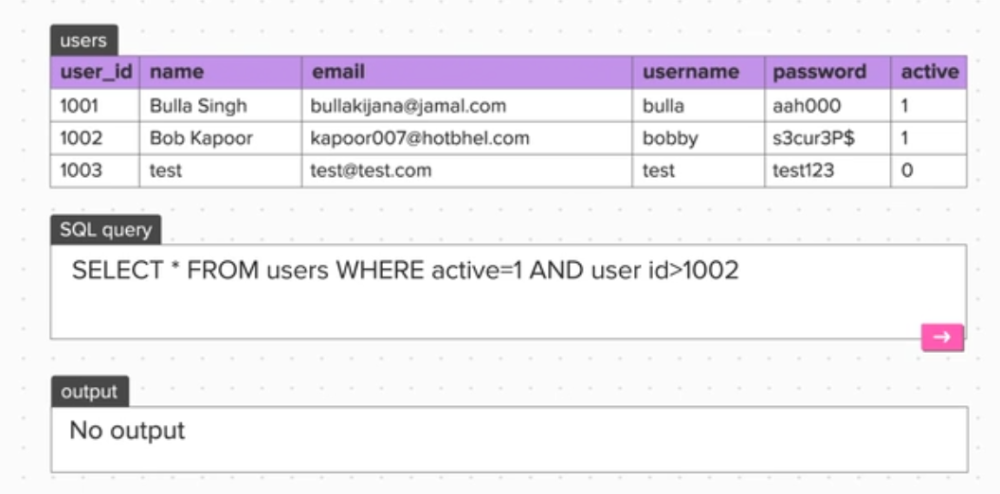 users
user_id name email username password active
1001 Bulla Singh bullakijana@jamal.com bulla aah000 1
1002 Bob Kapoor kapoor007@hotbhel.com bobby s3cur3P$ 1
1003 test test@test.com test test123 0
SQL query
SELECT * FROM users WHERE active=1 AND user id>1002
→
output
No output